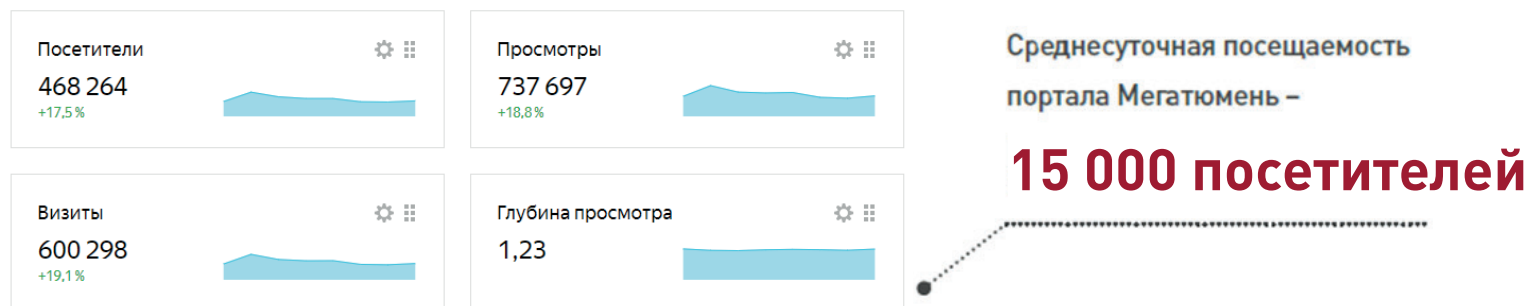 Посетители
468 264
+17,5 %
Просмотры
737 697
+18,8 %
Визиты
600 298
+19,1 %
Глубина просмотра
1,23
Среднесуточная посещаемость
портала Мегатюмень –
15 000 посетителей